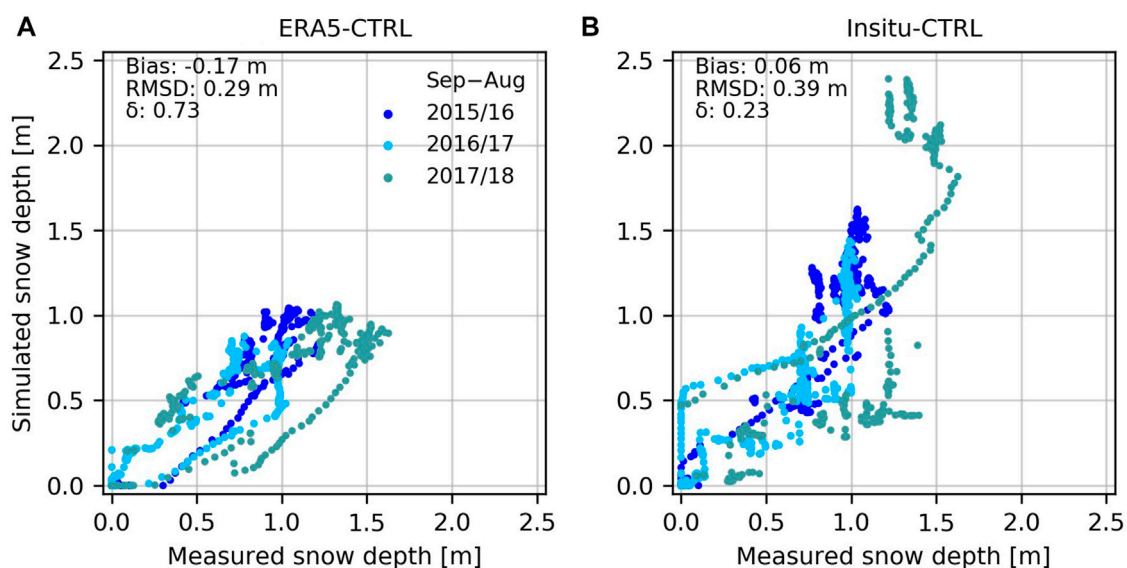 A
ERA5-CTRL
Bias: -0.17 m
RMSD: 0.29 m
δ: 0.73
Sep−Aug
2015/16
2016/17
2017/18
2.5
2.0
1.5
1.0
0.5
0.0
Simulated snow depth [m]
0.0 0.5 1.0 1.5 2.0 2.5
Measured snow depth [m]
B
Insitu-CTRL
Bias: 0.06 m
RMSD: 0.39 m
δ: 0.23
2.5
2.0
1.5
1.0
0.5
0.0
0.0 0.5 1.0 1.5 2.0 2.5
Measured snow depth [m]